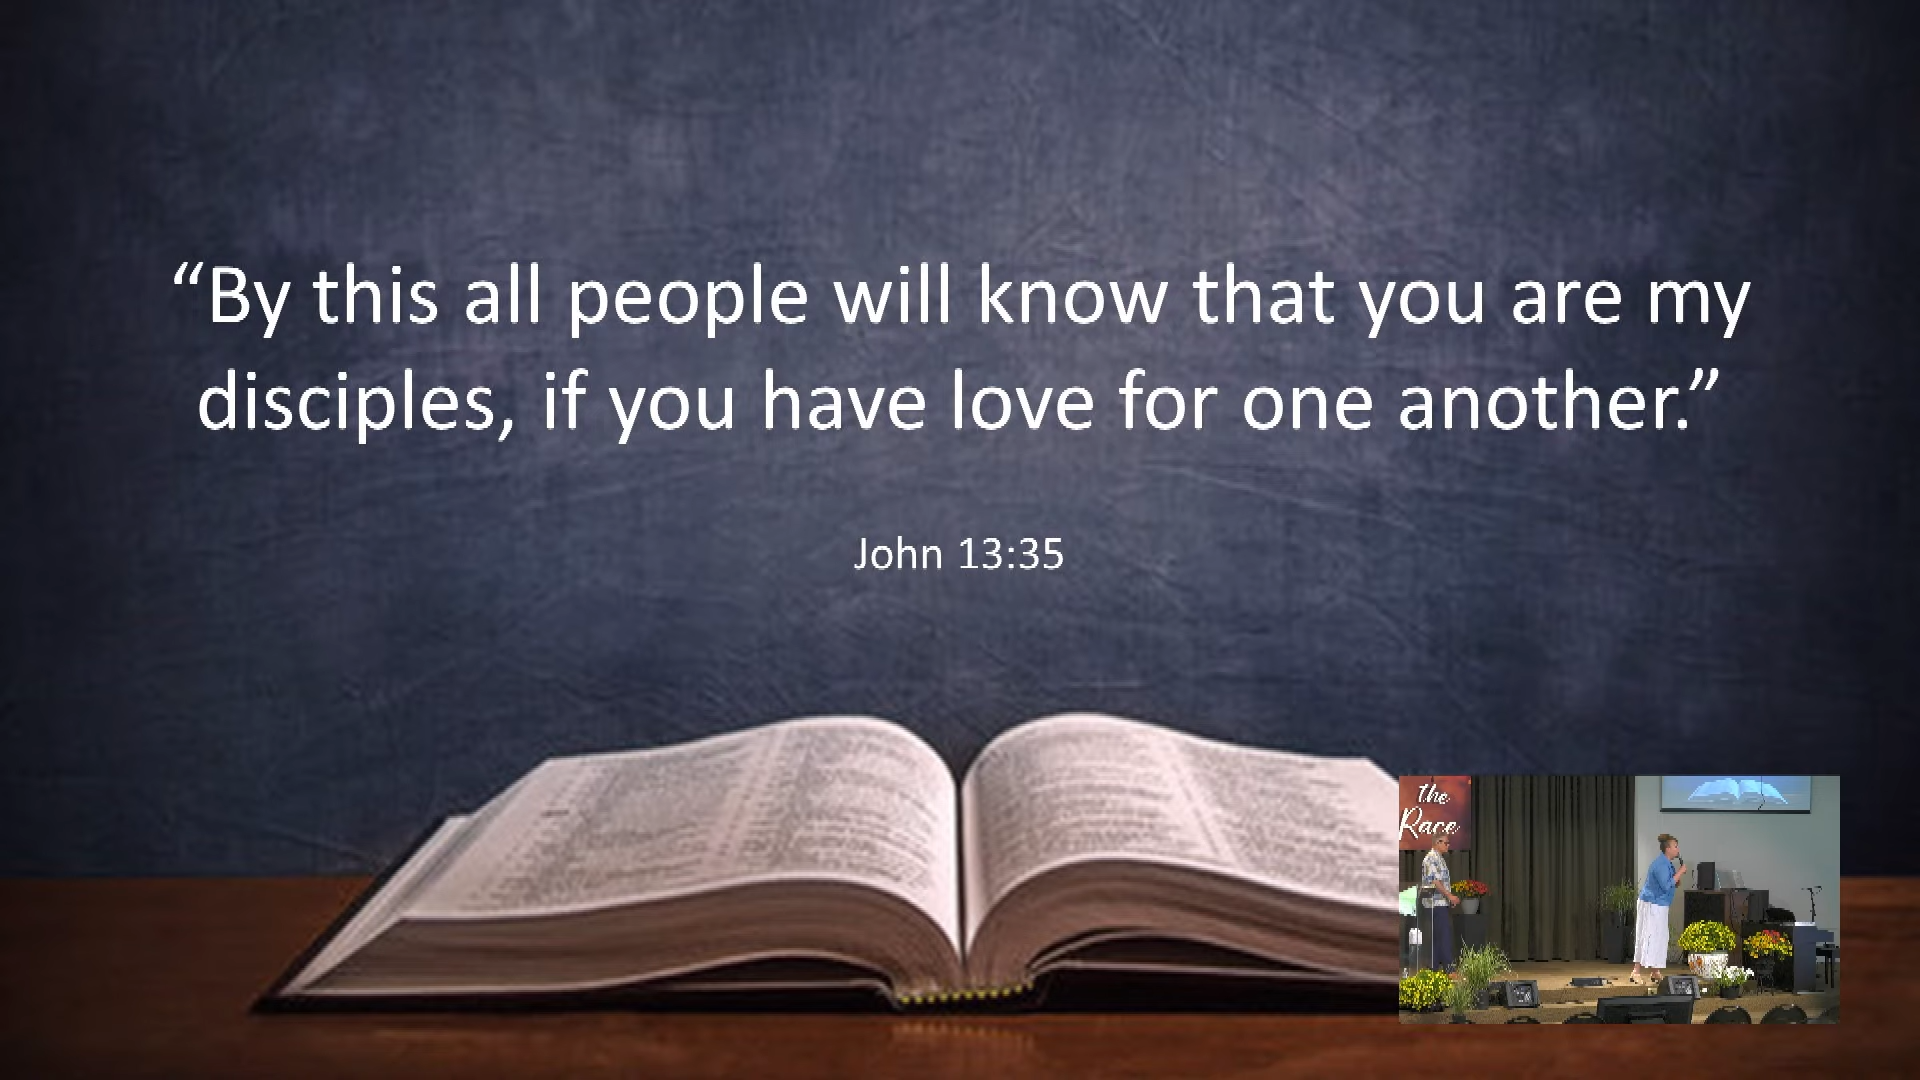 “By this all people will know that you are my
disciples, if you have love for one another.”
John 13:35
the
Race